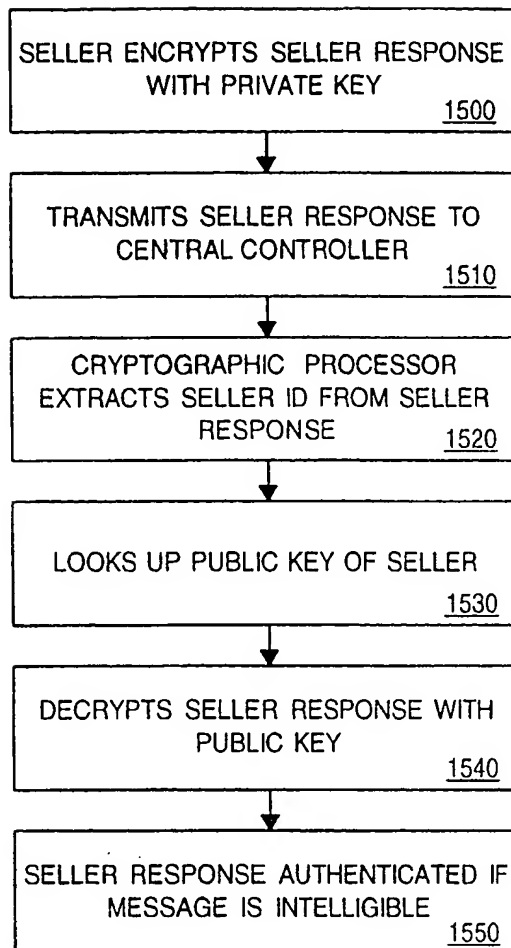 SELLER ENCRYPTS SELLER RESPONSE
WITH PRIVATE KEY
1500
TRANSMITS SELLER RESPONSE TO
CENTRAL CONTROLLER
1510
CRYPTOGRAPHIC PROCESSOR
EXTRACTS SELLER ID FROM SELLER
RESPONSE
1520
LOOKS UP PUBLIC KEY OF SELLER
1530
DECRYPTS SELLER RESPONSE WITH
PUBLIC KEY
1540
SELLER RESPONSE AUTHENTICATED IF
MESSAGE IS INTELLIGIBLE
1550